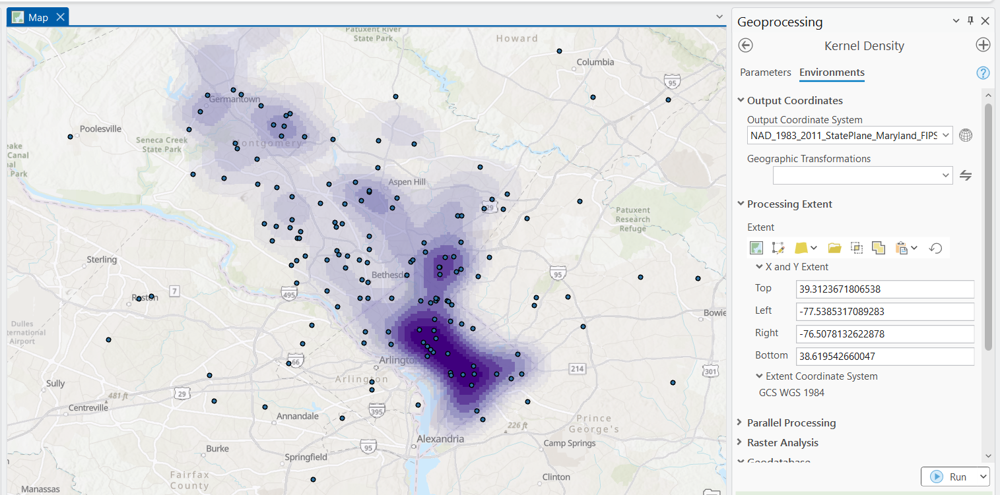 Map
Patuxent River
State Park
Howard
Columbia
95
Germantown
Poolesville
Seneca Creek
State Park
Montgomery
Canal
Park
Aspen Hill
29
Patuxent
Research
Refuge
Sterling
Bethesda
95
7
495
Reston
Bowie
Dulles
International
Airport
Arlington
66
214
301
Arlington
Sully
481 ft
29
Centreville
395
Annandale
Prince
George's
226 ft
Alexandria
Camp Springs
95
Burke
Springfield
Fairfax
County
Clinton
Manassas
Geoprocessing
Kernel Density
Parameters Environments
Output Coordinates
Output Coordinate System
NAD_1983_2011_StatePlane_Maryland_FIPS
Geographic Transformations
Processing Extent
Extent
X and Y Extent
Top 39.3123671806538
Left -77.5385317089283
Right -76.5078132622878
Bottom 38.619542660047
Extent Coordinate System
GCS WGS 1984
Parallel Processing
Raster Analysis
Geodatabase
Run